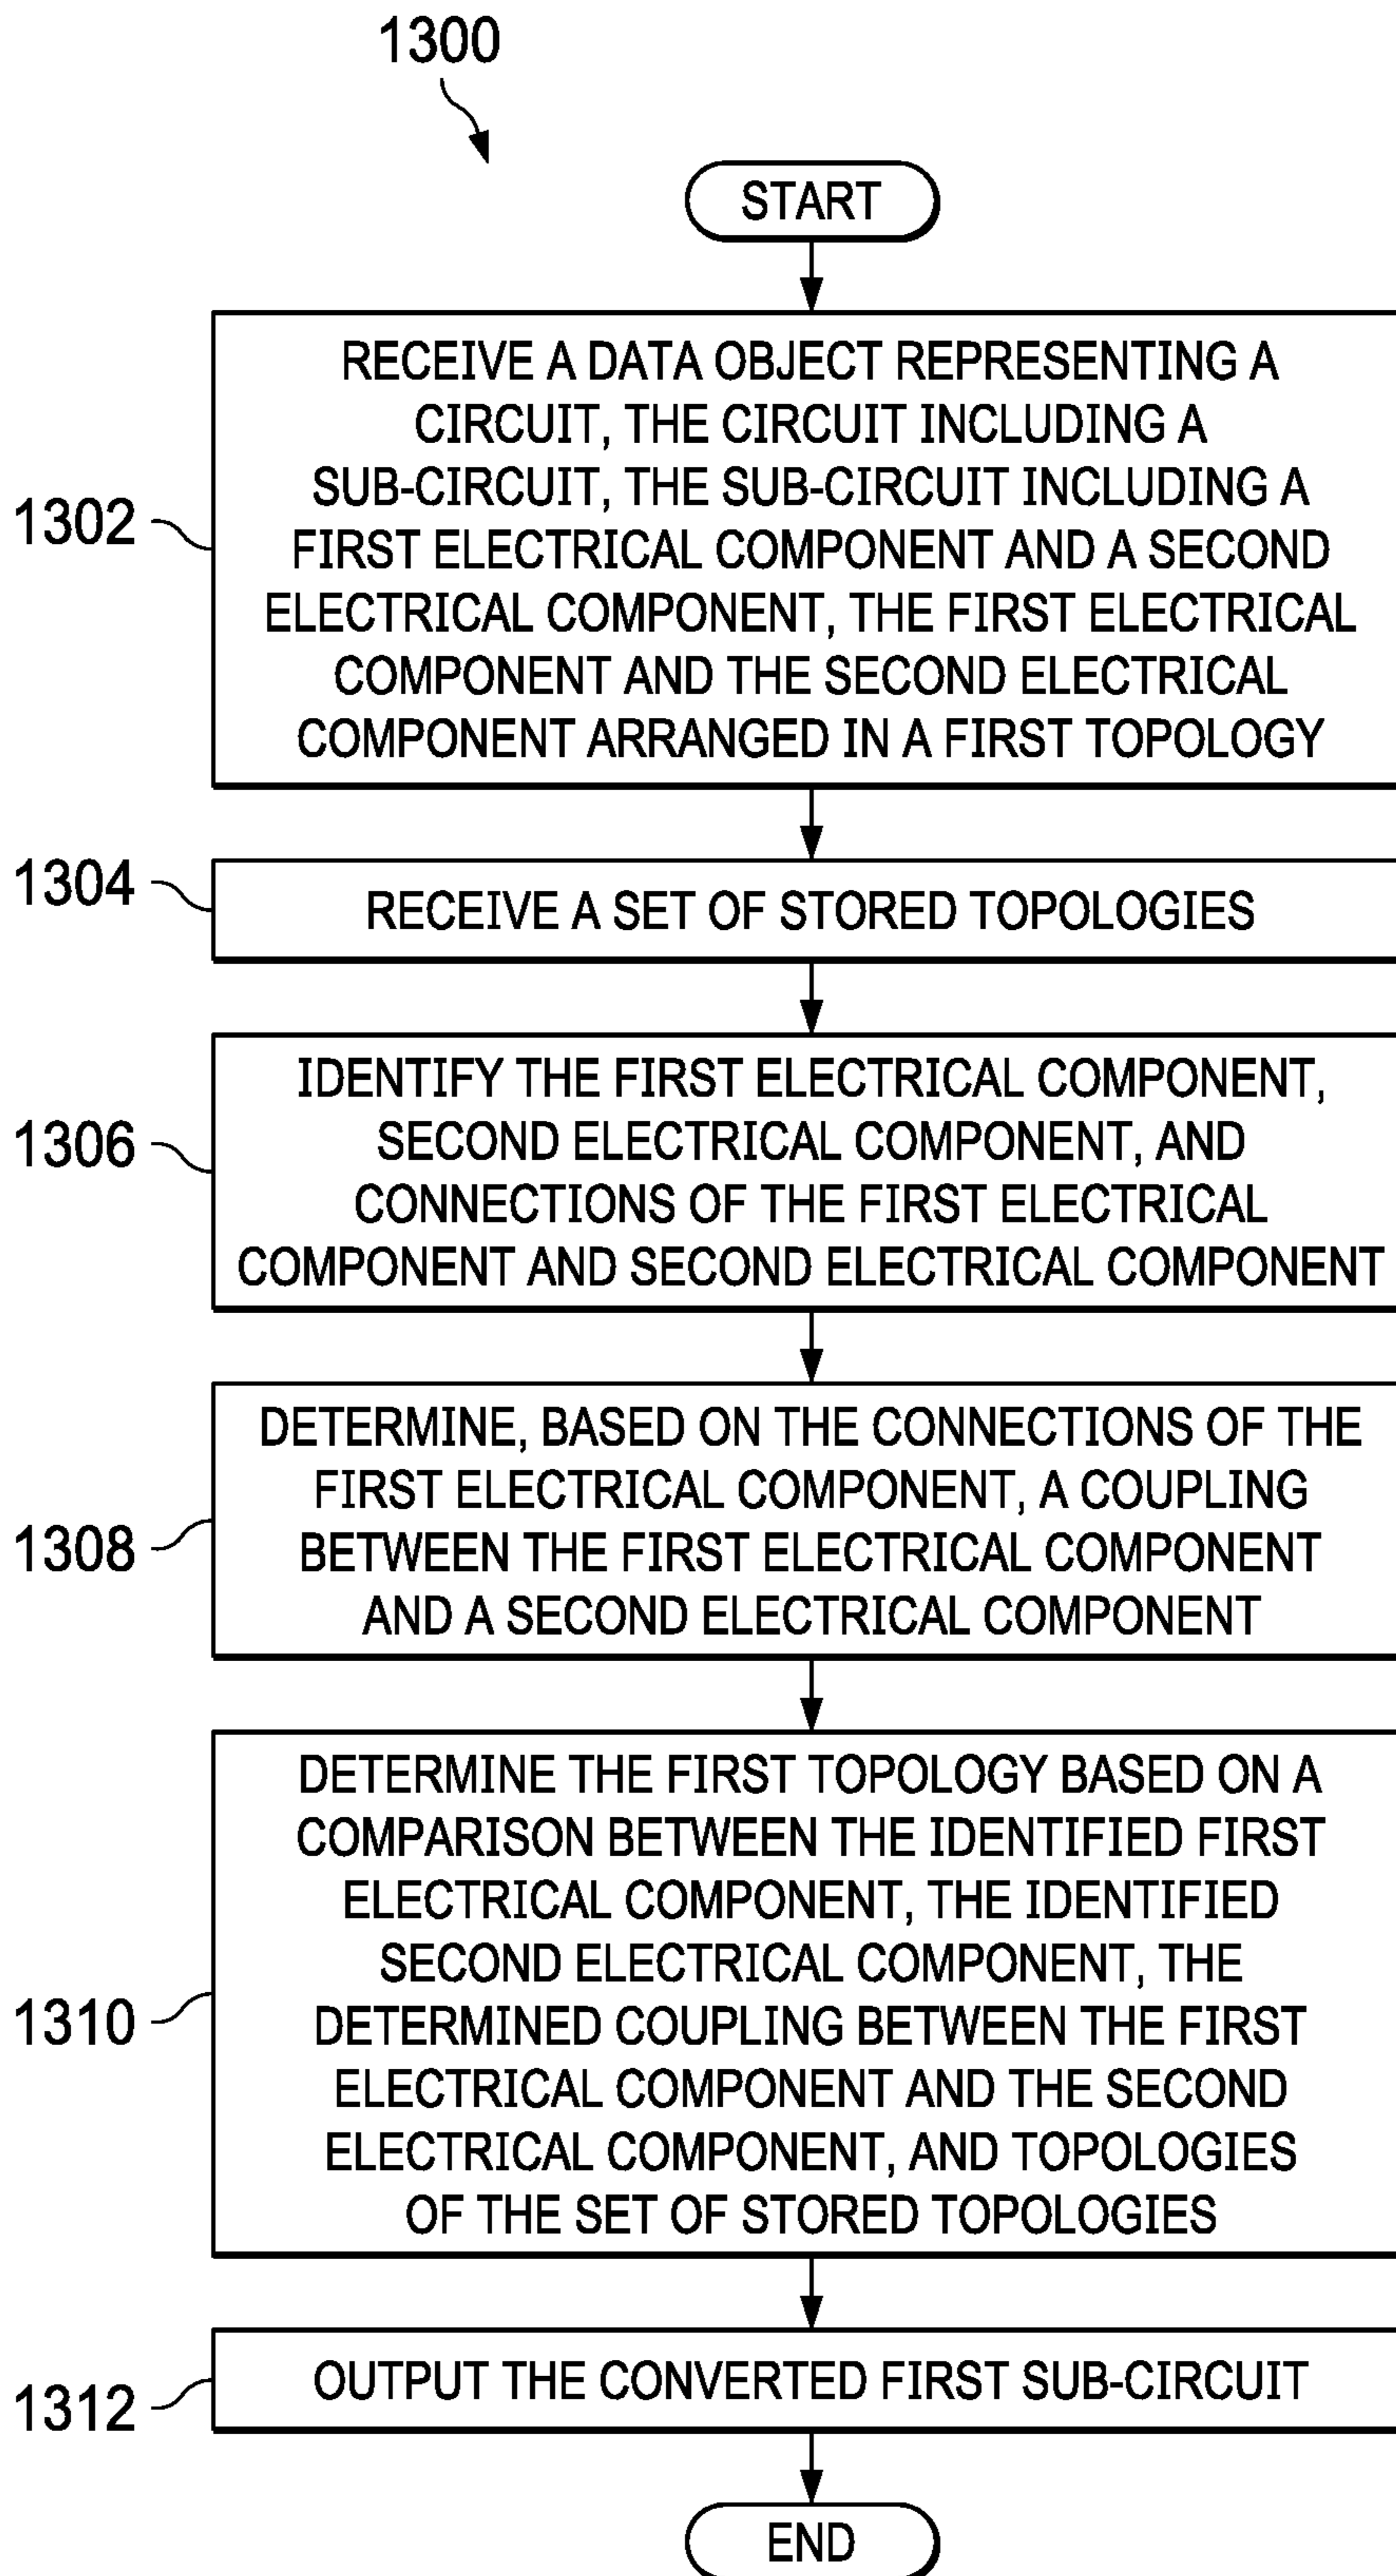 1300
START
RECEIVE A DATA OBJECT REPRESENTING A
CIRCUIT, THE CIRCUIT INCLUDING A
SUB-CIRCUIT, THE SUB-CIRCUIT INCLUDING A
FIRST ELECTRICAL COMPONENT AND A SECOND
ELECTRICAL COMPONENT, THE FIRST ELECTRICAL
COMPONENT AND THE SECOND ELECTRICAL
COMPONENT ARRANGED IN A FIRST TOPOLOGY
1302
1304
RECEIVE A SET OF STORED TOPOLOGIES
IDENTIFY THE FIRST ELECTRICAL COMPONENT,
SECOND ELECTRICAL COMPONENT, AND
CONNECTIONS OF THE FIRST ELECTRICAL
COMPONENT AND SECOND ELECTRICAL COMPONENT
1306
DETERMINE, BASED ON THE CONNECTIONS OF THE
FIRST ELECTRICAL COMPONENT, A COUPLING
BETWEEN THE FIRST ELECTRICAL COMPONENT
AND A SECOND ELECTRICAL COMPONENT
1308
DETERMINE THE FIRST TOPOLOGY BASED ON A
COMPARISON BETWEEN THE IDENTIFIED FIRST
ELECTRICAL COMPONENT, THE IDENTIFIED
SECOND ELECTRICAL COMPONENT, THE
DETERMINED COUPLING BETWEEN THE FIRST
ELECTRICAL COMPONENT AND THE SECOND
ELECTRICAL COMPONENT, AND TOPOLOGIES
OF THE SET OF STORED TOPOLOGIES
1310
OUTPUT THE CONVERTED FIRST SUB-CIRCUIT
1312
END